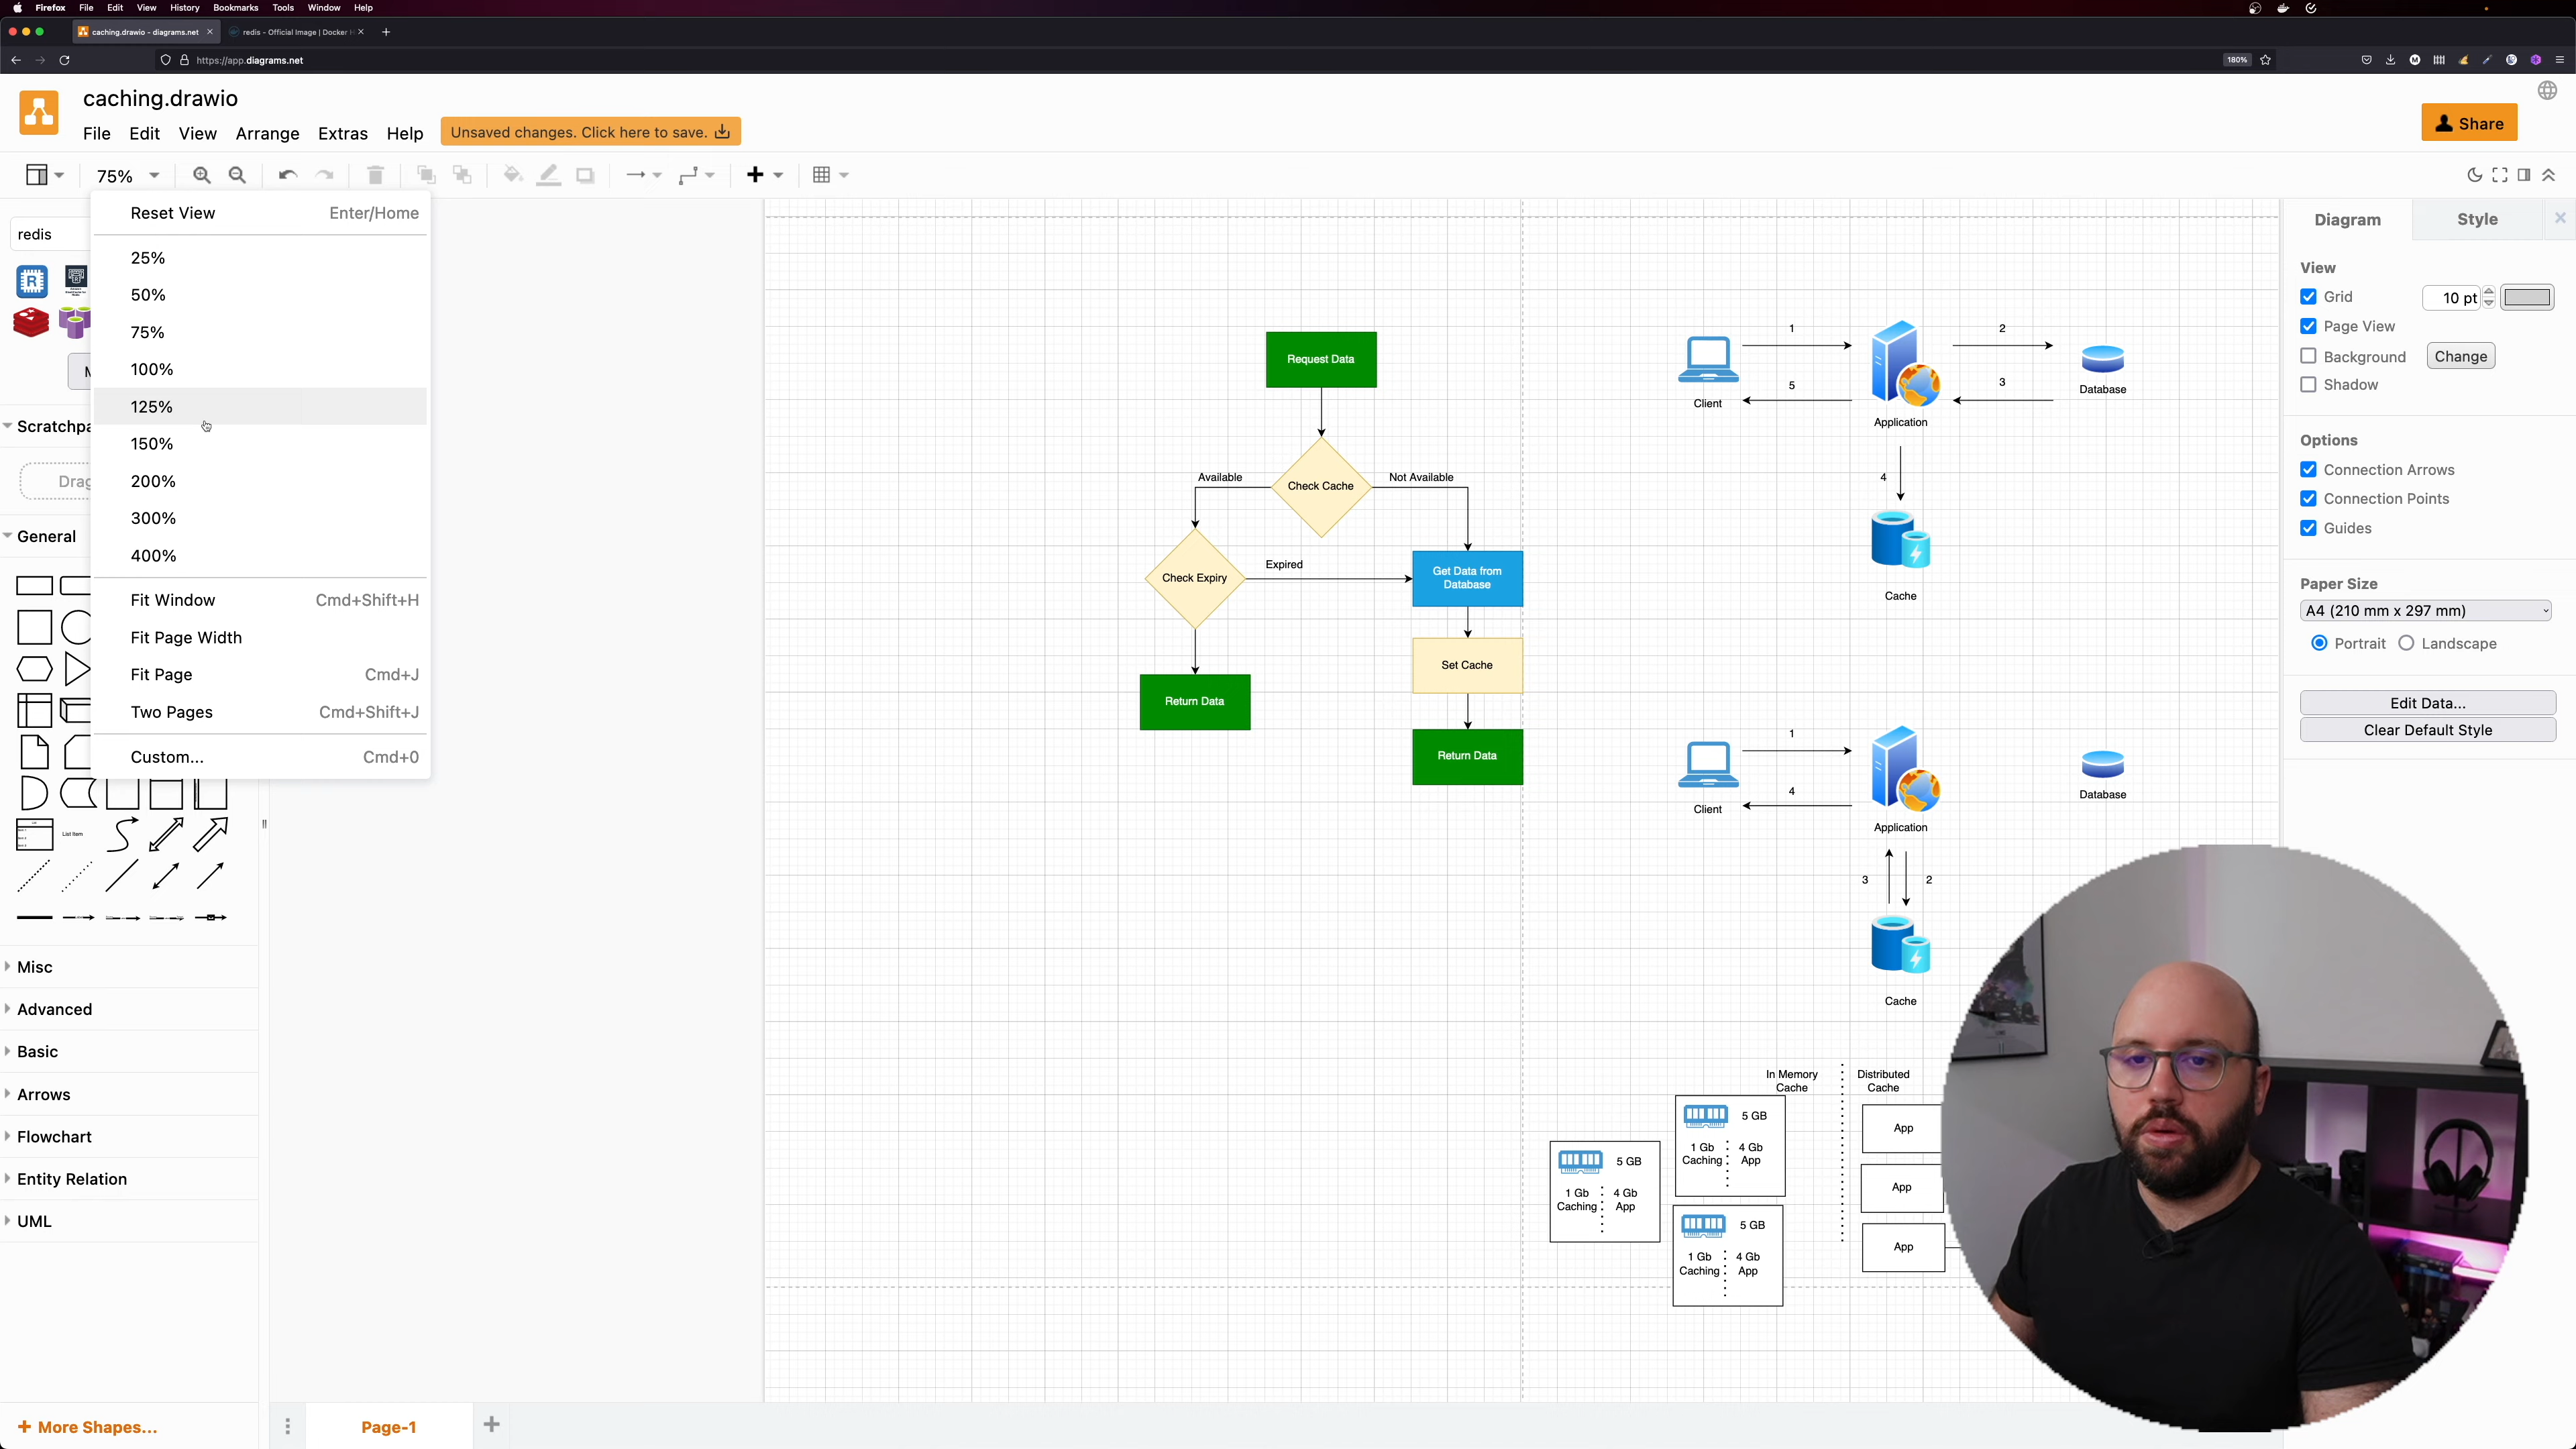 Firefox File Edit View History Bookmarks Tools Window Help
caching.drawio - diagrams.net
redis - Official Image | Docker H
https://app.diagrams.net
180%
caching.drawio
File Edit View Arrange Extras Help
Unsaved changes. Click here to save.
Share
75%
Reset View Enter/Home
redis
25%
50%
75%
100%
125%
150%
200%
300%
400%
Fit Window Cmd+Shift+H
Fit Page Width
Fit Page Cmd+J
Two Pages Cmd+Shift+J
Custom... Cmd+0
M
Scratchpa
Drag
General
List Item
Misc
Advanced
Basic
Arrows
Flowchart
Entity Relation
UML
+ More Shapes...
Page-1
Request Data
Check Cache
Available
Not Available
Check Expiry
Expired
Get Data from
Database
Set Cache
Return Data
Return Data
1
2
5
3
Client
Application
Database
4
Cache
1
4
Client
Application
Database
3
2
Cache
In Memory
Cache
Distributed
Cache
5 GB
1 Gb
Caching
4 Gb
App
5 GB
1 Gb
Caching
4 Gb
App
5 GB
1 Gb
Caching
4 Gb
App
App
App
App
Diagram
Style
View
Grid
10 pt
Page View
Background
Change
Shadow
Options
Connection Arrows
Connection Points
Guides
Paper Size
A4 (210 mm x 297 mm)
Portrait
Landscape
Edit Data...
Clear Default Style